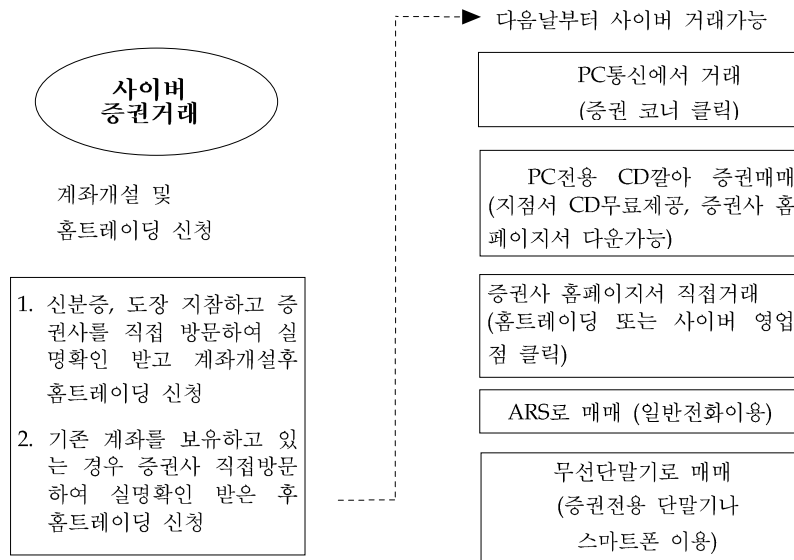 사이버
증권거래
계좌개설 및
홈트레이딩 신청
1. 신분증, 도장 지참하고 증
권사를 직접 방문하여 실
명확인 받고 계좌개설후
홈트레이딩 신청
2. 기존 계좌를 보유하고 있
는 경우 증권사 직접방문
하여 실명확인 받은 후
홈트레이딩 신청
다음날부터 사이버 거래가능
PC통신에서 거래
(증권 코너 클릭)
PC전용 CD깔아 증권매매
(지점서 CD무료제공, 증권사 홈
페이지서 다운가능)
증권사 홈페이지서 직접거래
(홈트레이딩 또는 사이버 영업
점 클릭)
ARS로 매매 (일반전화이용)
무선단말기로 매매
(증권전용 단말기나
스마트폰 이용)